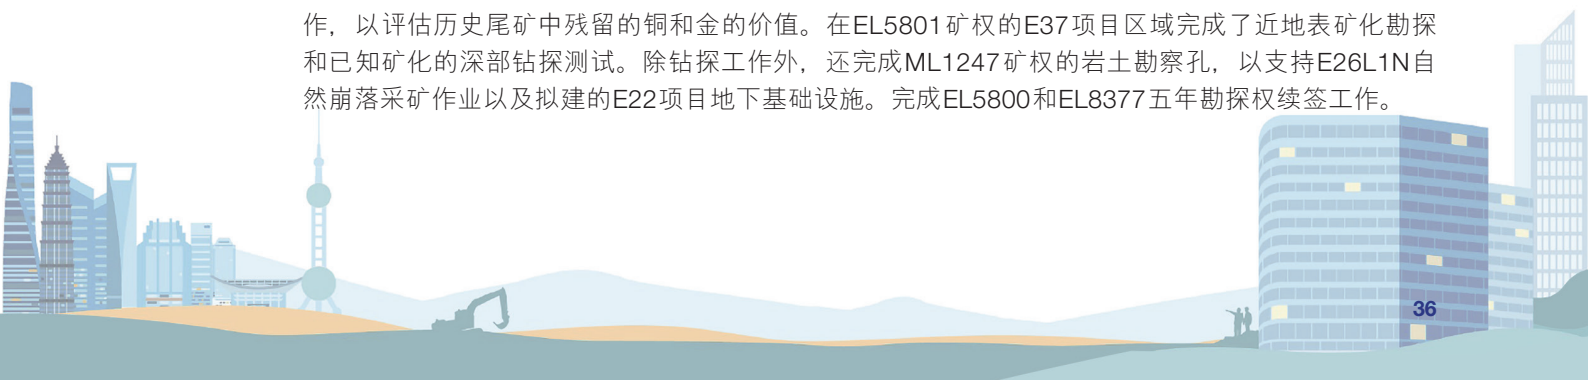 作，以评估历史尾矿中残留的铜和金的价值。在EL5801矿权的E37项目区域完成了近地表矿化勘探
和已知矿化的深部钻探测试。除钻探工作外，还完成ML1247矿权的岩土勘察孔，以支持E26L1N自
然崩落采矿作业以及拟建的E22项目地下基础设施。完成EL5800和EL8377五年勘探权续签工作。
36